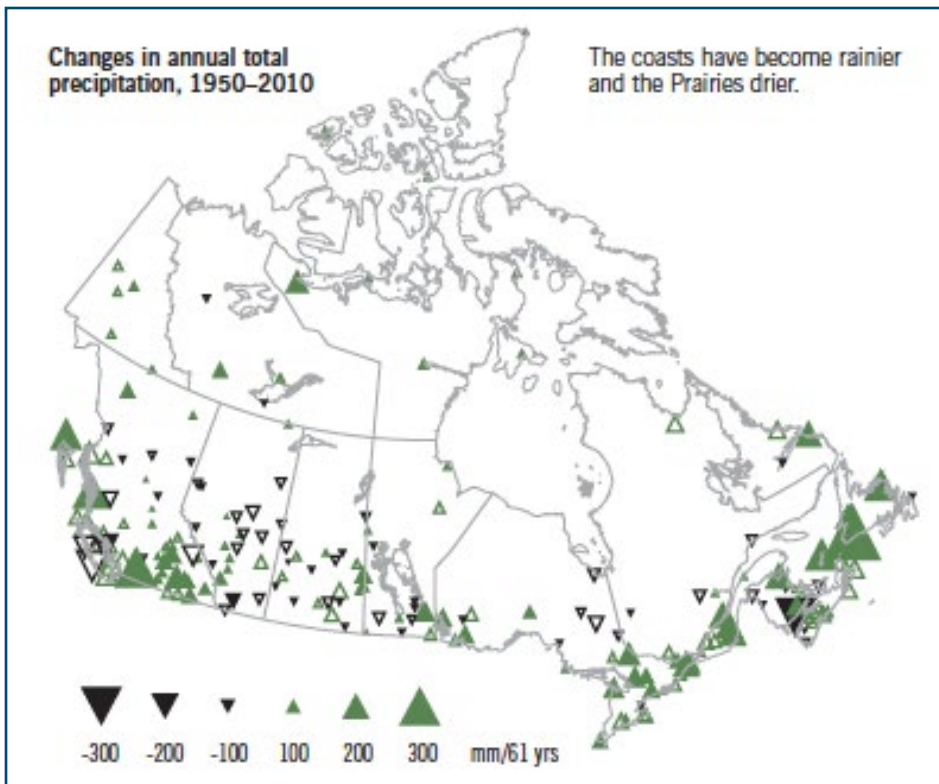 Changes in annual total
precipitation, 1950–2010
The coasts have become rainier
and the Prairies drier.
-300 -200 -100 100 200 300 mm/61 yrs